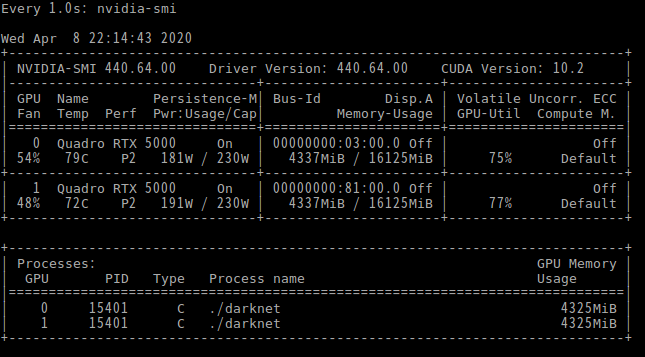 Every 1.0s: nvidia-smi
Wed Apr  8 22:14:43 2020
+-----------------------------------------------------------------------------+
| NVIDIA-SMI 440.64.00    Driver Version: 440.64.00    CUDA Version: 10.2     |
|-------------------------------+----------------------+----------------------+
| GPU  Name        Persistence-M| Bus-Id        Disp.A | Volatile Uncorr. ECC |
| Fan  Temp  Perf  Pwr:Usage/Cap|         Memory-Usage | GPU-Util  Compute M. |
|===============================+======================+======================|
|   0  Quadro RTX 5000     On   | 00000000:03:00.0 Off |                  Off |
| 54%   79C    P2   181W / 230W |   4337MiB / 16125MiB |     75%      Default |
+-------------------------------+----------------------+----------------------+
|   1  Quadro RTX 5000     On   | 00000000:81:00.0 Off |                  Off |
| 48%   72C    P2   191W / 230W |   4337MiB / 16125MiB |     77%      Default |
+-------------------------------+----------------------+----------------------+
+-----------------------------------------------------------------------------+
| Processes:                                                       GPU Memory |
|  GPU       PID   Type   Process name                             Usage      |
|=============================================================================|
|    0     15401      C   ./darknet                                   4325MiB |
|    1     15401      C   ./darknet                                   4325MiB |
+-----------------------------------------------------------------------------+